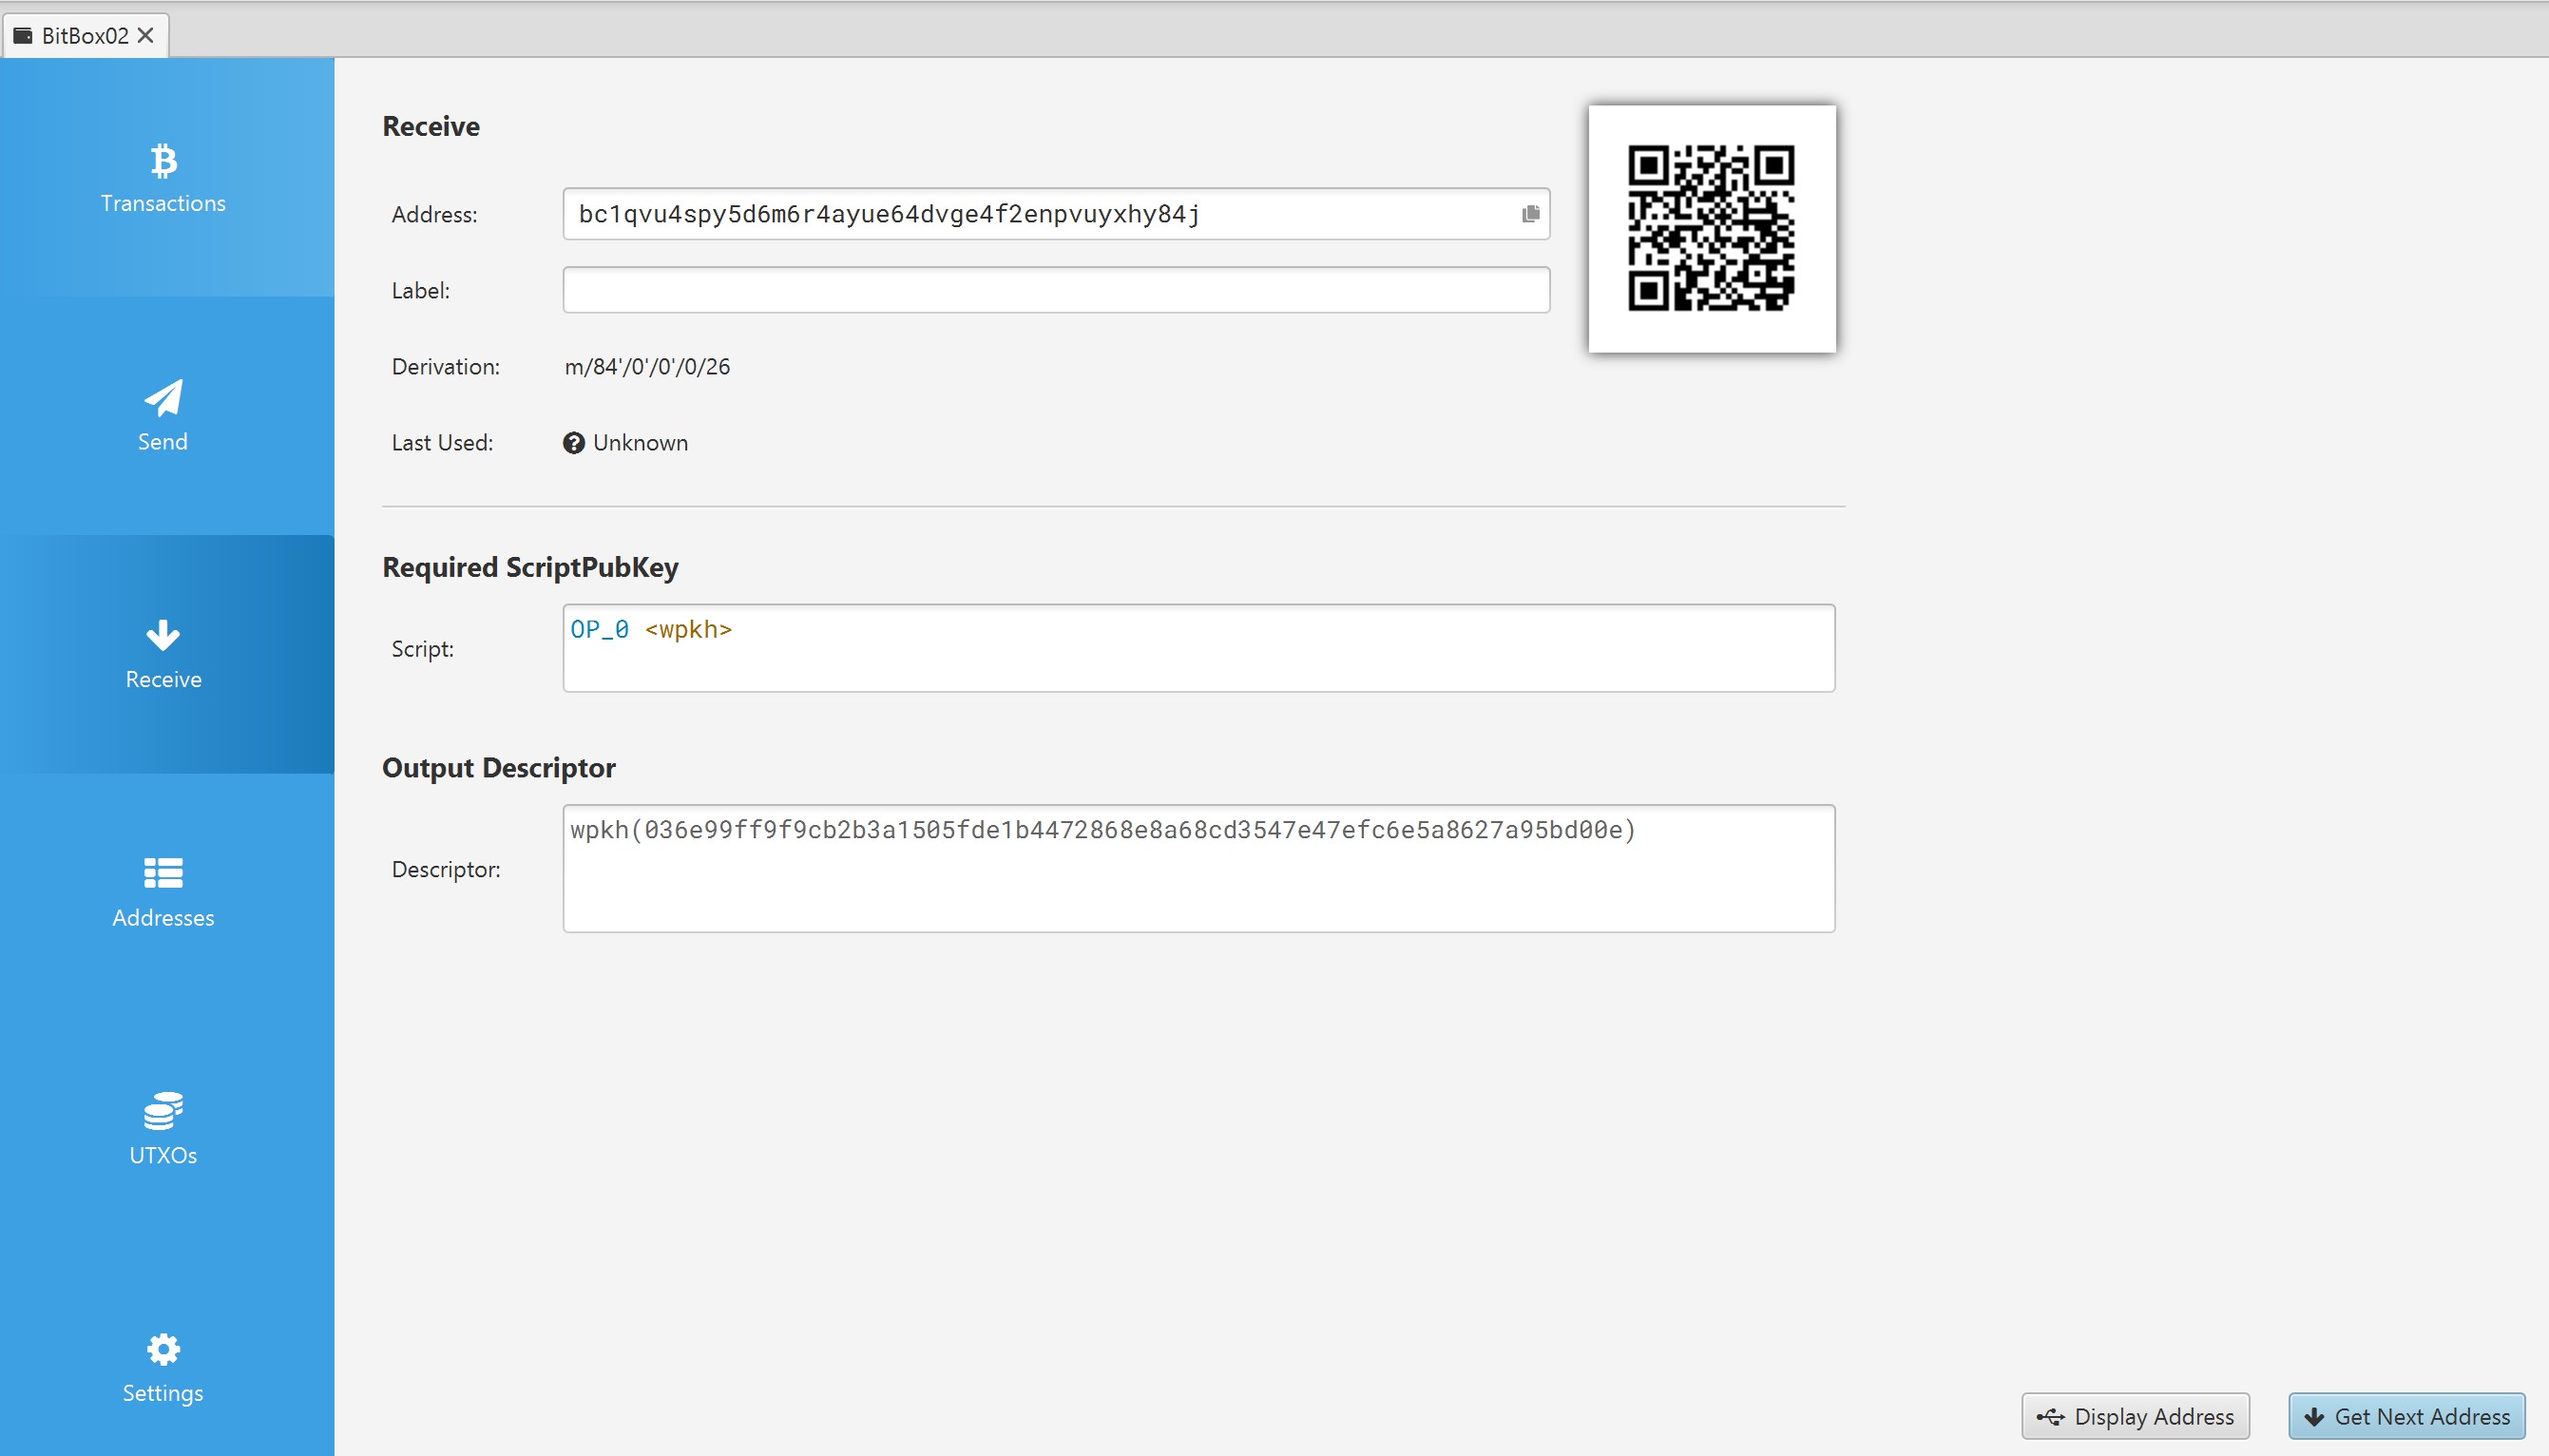 BitBox02
Transactions
Send
Receive
Addresses
UTXOs
Settings
Receive
Address:
bc1qvu4spy5d6m6r4ayue64dvge4f2enpvuyxhy84j
Label:
Derivation:
m/84'/0'/0'/0/26
Last Used:
Unknown
Required ScriptPubKey
Script:
OP_0 <wpkh>
Output Descriptor
Descriptor:
wpkh(036e99ff9f9cb2b3a1505fde1b4472868e8a68cd3547e47efc6e5a8627a95bd00e)
Display Address
Get Next Address